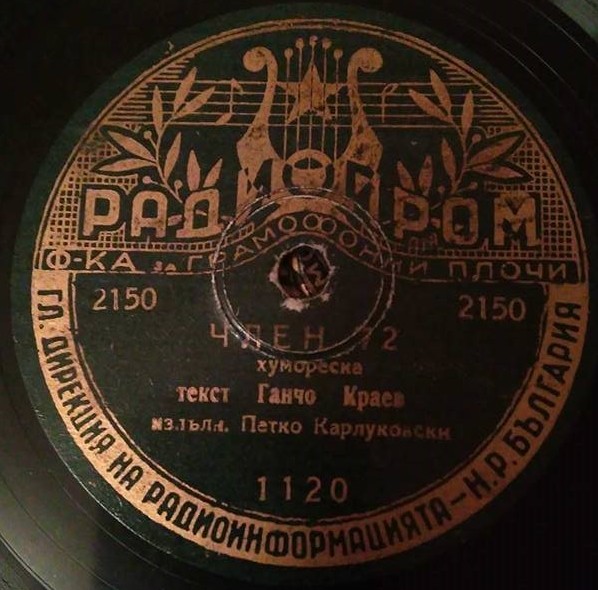 РАДИОПРОМ
Ф-КА за ГРАМОФОННИ ПЛОЧИ
2150 2150
ЧЛЕН 72
хумореска
текст Ганчо Краев
изпълн. Петко Карлуковски
1120
ГЛ. ДИРЕКЦИЯ НА РАДИОИНФОРМАЦИЯТА – Н.Р. БЪЛГАРИЯ